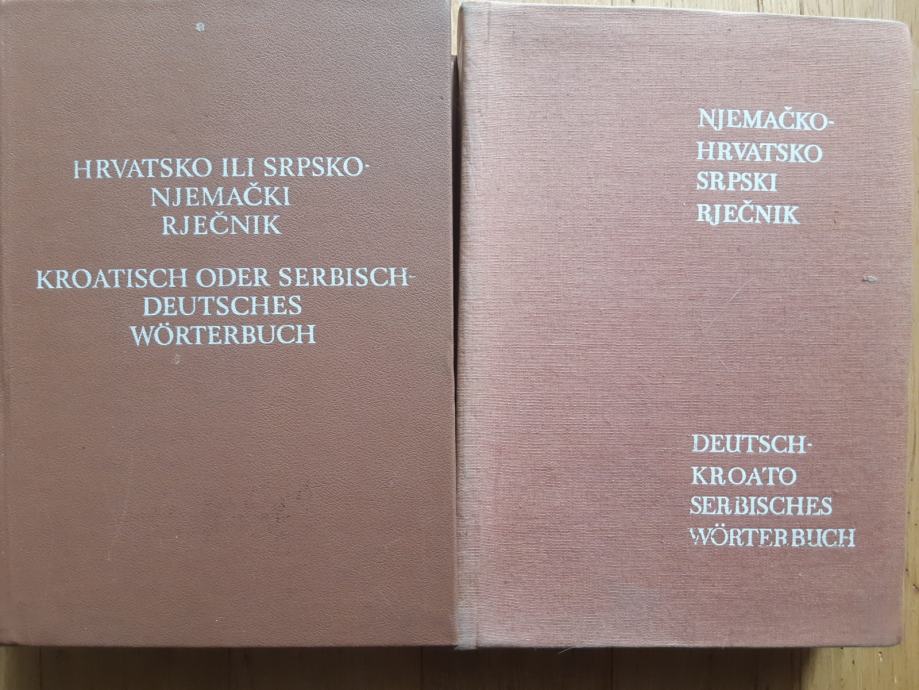 HRVATSKO ILI SRPSKO-
NJEMAČKI
RJEČNIK
KROATISCH ODER SERBISCH-
DEUTSCHES
WÖRTERBUCH
NJEMAČKO-
HRVATSKO
SRPSKI
RJEČNIK
DEUTSCH-
KROATO
SERBISCHES
WÖRTERBUCH